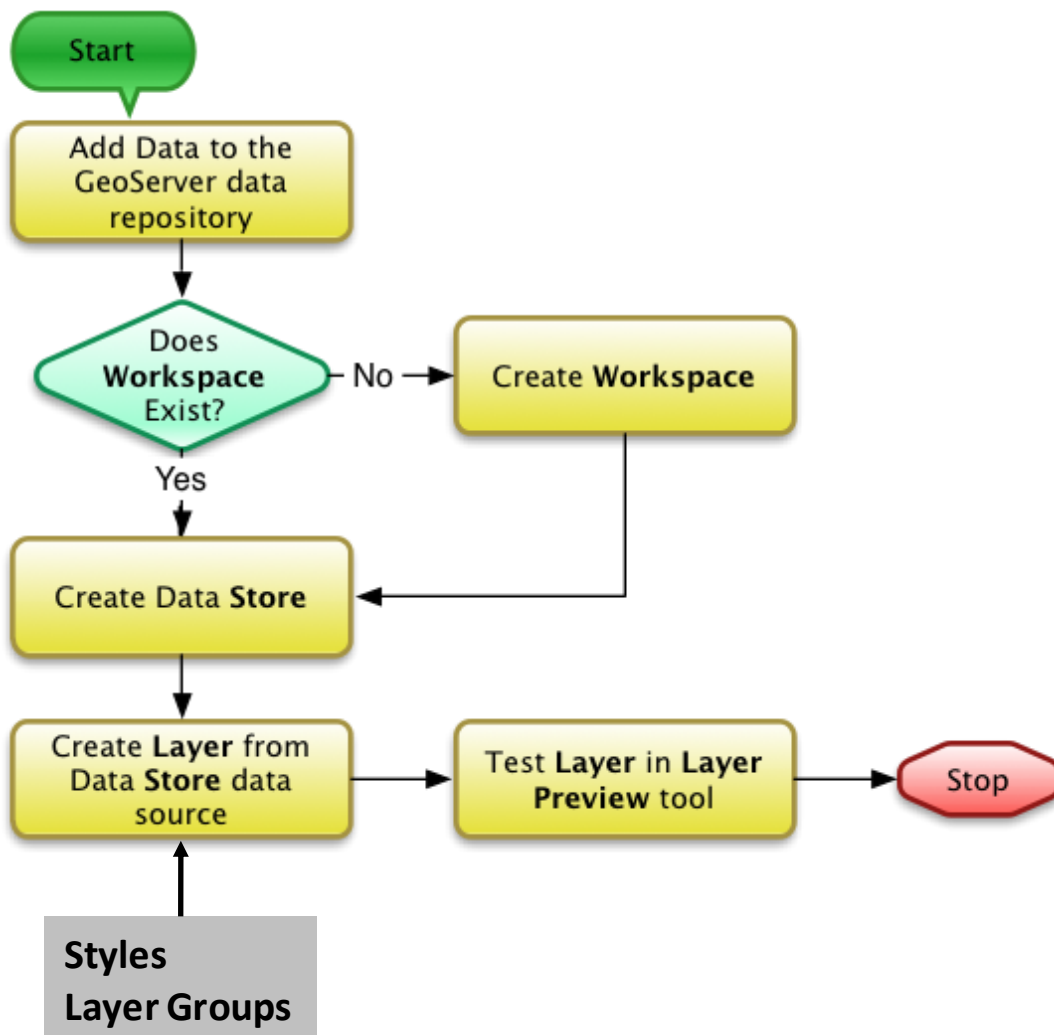 Start
Add Data to the
GeoServer data
repository
Does
Workspace
Exist?
No
Create Workspace
Yes
Create Data Store
Create Layer from
Data Store data
source
Test Layer in Layer
Preview tool
Stop
Styles
Layer Groups